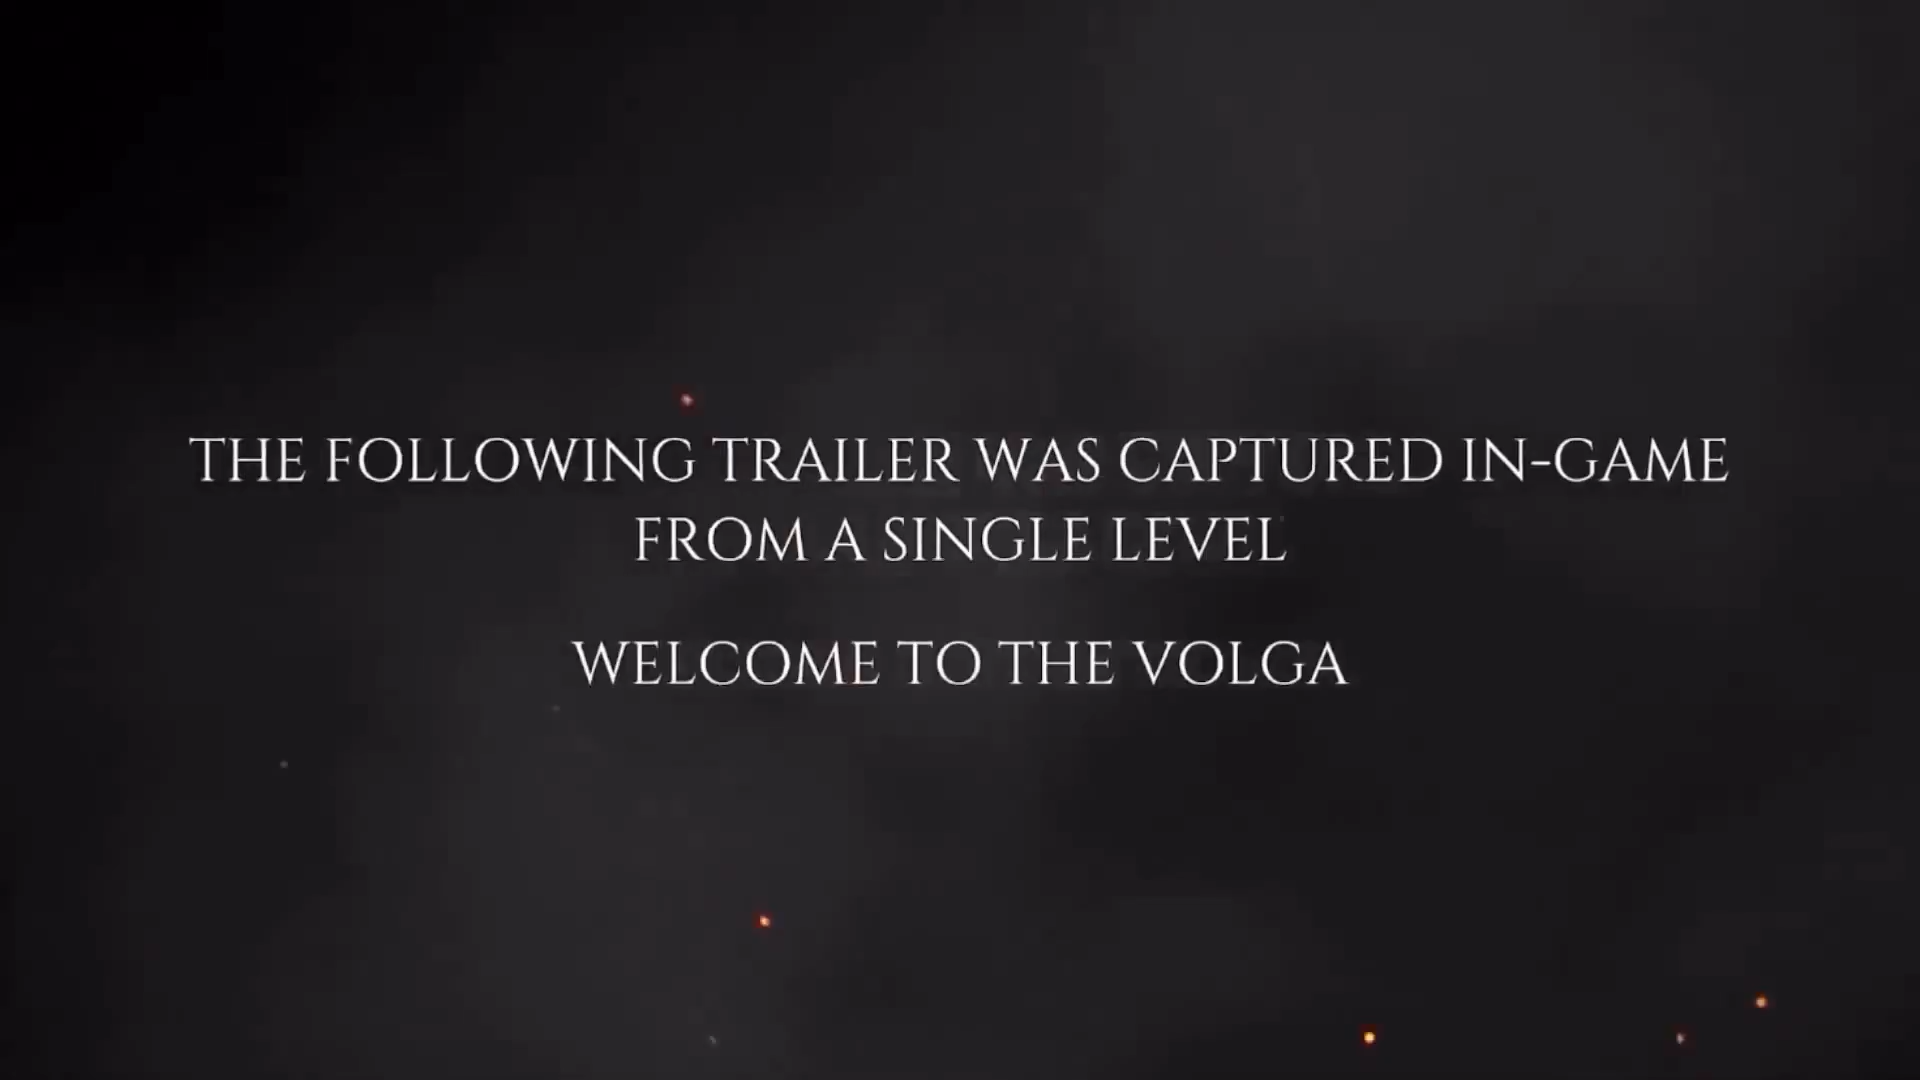 THE FOLLOWING TRAILER WAS CAPTURED IN-GAME
FROM A SINGLE LEVEL
WELCOME TO THE VOLGA